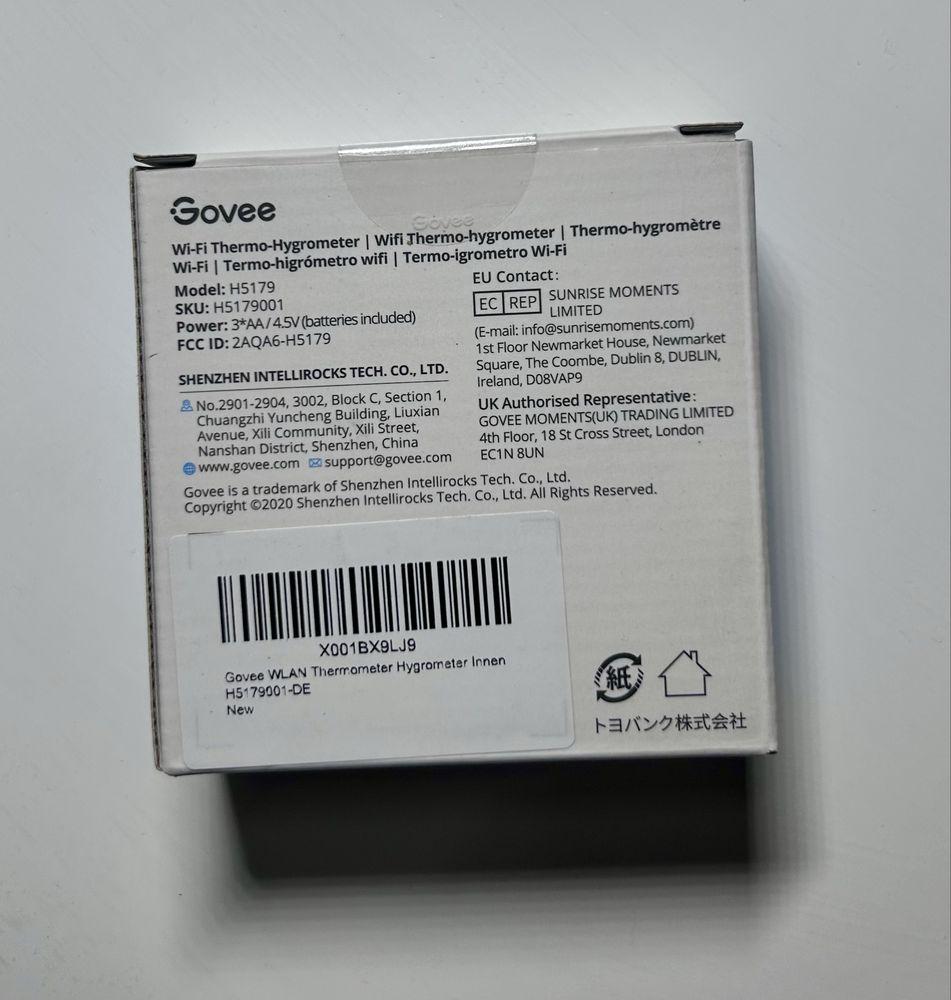 Govee
Govee
Wi-Fi Thermo-Hygrometer | Wifi Thermo-hygrometer | Thermo-hygromètre
Wi-Fi | Termo-higrómetro wifi | Termo-igrometro Wi-Fi
Model: H5179
SKU: H5179001
Power: 3*AA / 4.5V (batteries included)
FCC ID: 2AQA6-H5179
SHENZHEN INTELLIROCKS TECH. CO., LTD.
No.2901-2904, 3002, Block C, Section 1,
Chuangzhi Yuncheng Building, Liuxian
Avenue, Xili Community, Xili Street,
Nanshan District, Shenzhen, China
www.govee.com support@govee.com
EU Contact:
EC REP SUNRISE MOMENTS
LIMITED
(E-mail: info@sunrisemoments.com)
1st Floor Newmarket House, Newmarket
Square, The Coombe, Dublin 8, DUBLIN,
Ireland, D08VAP9
UK Authorised Representative:
GOVEE MOMENTS(UK) TRADING LIMITED
4th Floor, 18 St Cross Street, London
EC1N 8UN
Govee is a trademark of Shenzhen Intellirocks Tech. Co., Ltd.
Copyright ©2020 Shenzhen Intellirocks Tech. Co., Ltd. All Rights Reserved.
X001BX9LJ9
Govee WLAN Thermometer Hygrometer Innen
H5179001-DE
New
紙
トヨバンク株式会社